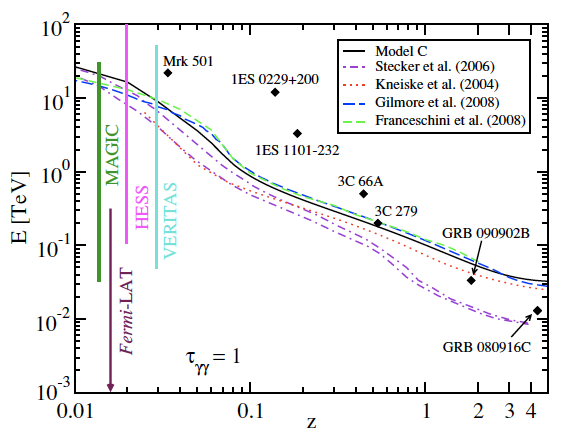 10²
10¹
10⁰
10⁻¹
10⁻²
10⁻³
E [TeV]
Mrk 501
1ES 0229+200
1ES 1101-232
3C 66A
3C 279
GRB 090902B
GRB 080916C
Model C
Stecker et al. (2006)
Kneiske et al. (2004)
Gilmore et al. (2008)
Franceschini et al. (2008)
MAGIC
HESS
VERITAS
Fermi-LAT
τγγ = 1
0.01
0.1
1
2
3
4
z